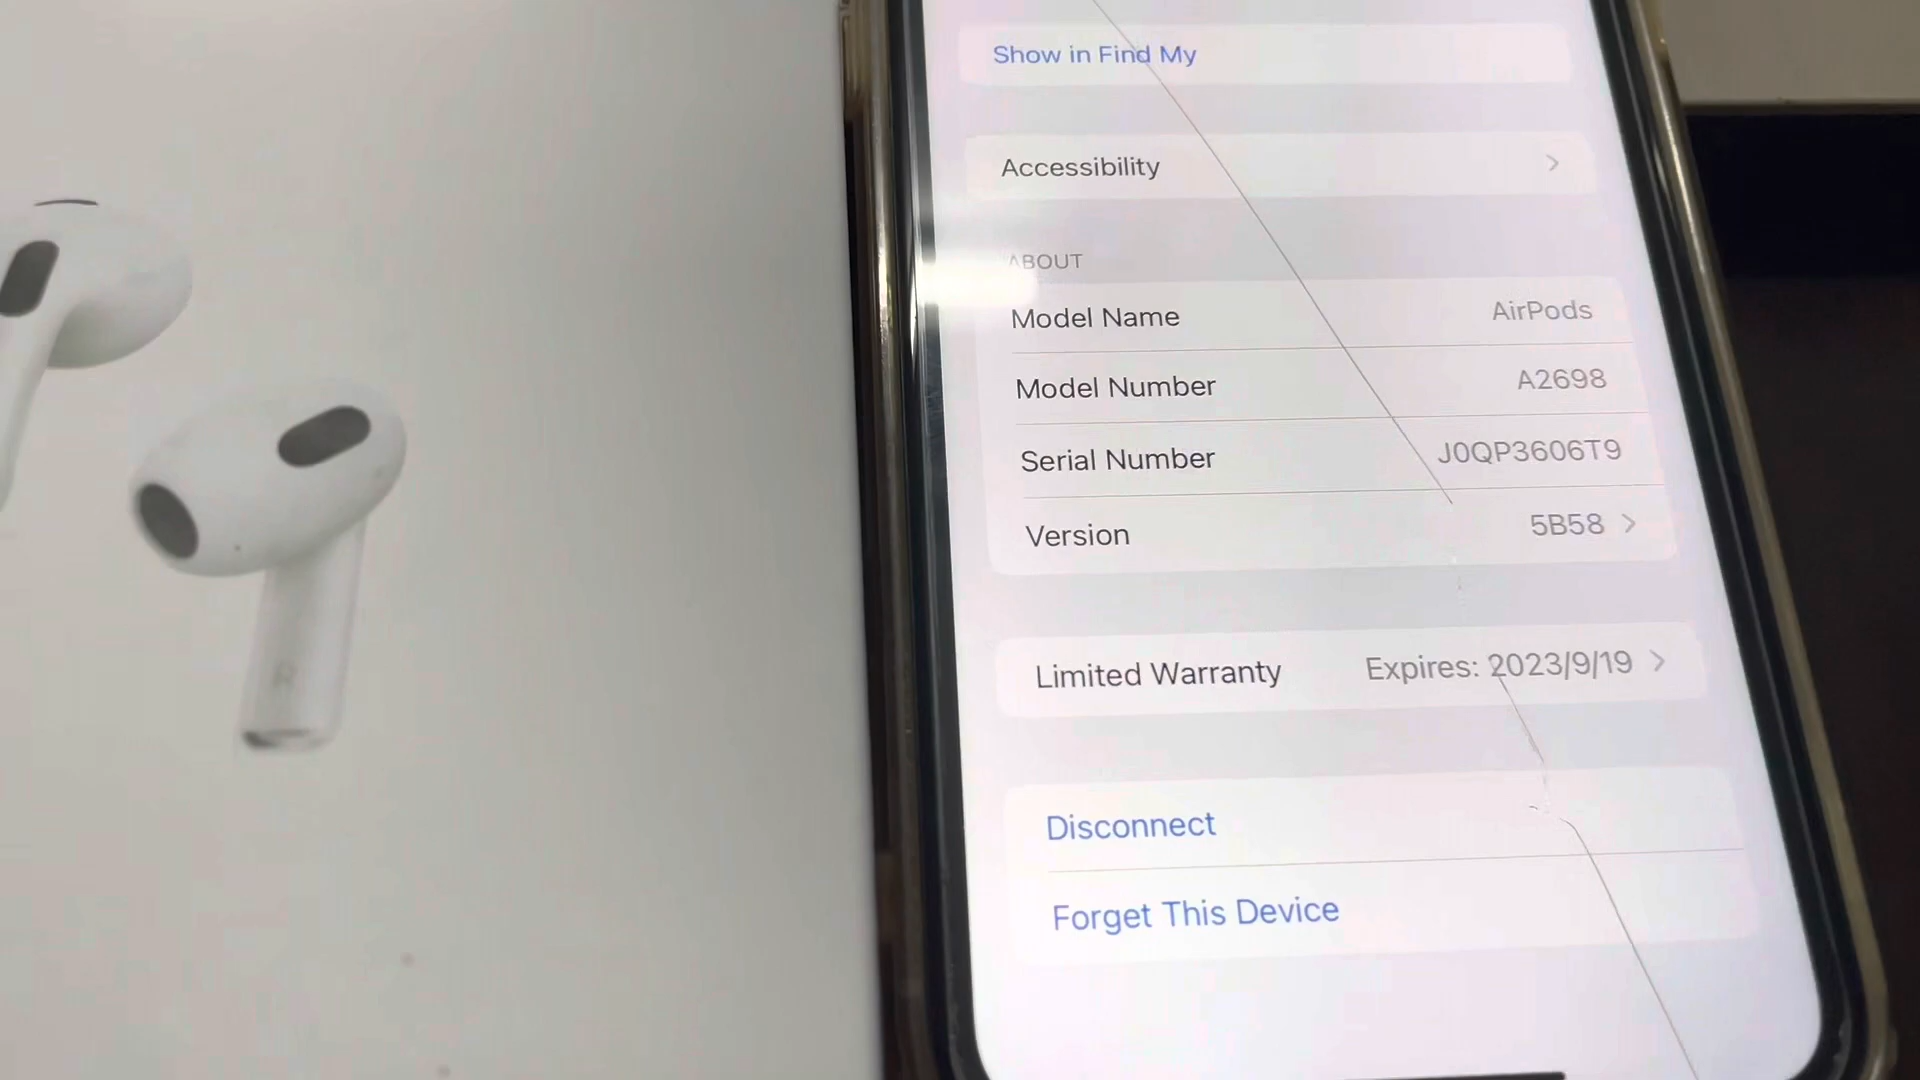 Show in Find My
Accessibility
ABOUT
Model Name AirPods
Model Number A2698
Serial Number J0QP3606T9
Version 5B58
Limited Warranty Expires: 2023/9/19
Disconnect
Forget This Device